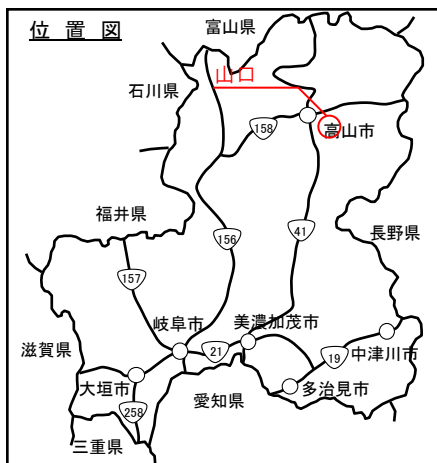 位置図
富山県
山口
石川県
高山市
158
福井県
156
41
長野県
157
岐阜市
美濃加茂市
滋賀県
21
19
中津川市
大垣市
多治見市
愛知県
258
三重県